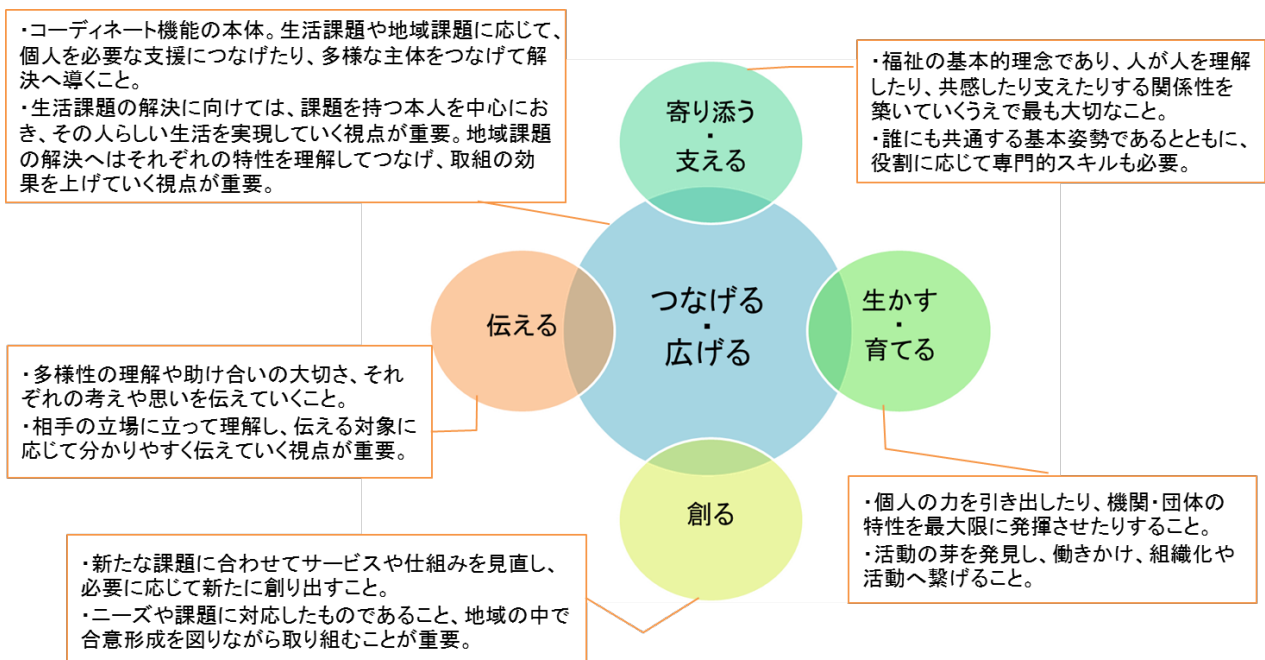 ・コーディネート機能の本体。生活課題や地域課題に応じて、
個人を必要な支援につなげたり、多様な主体をつなげて解
決へ導くこと。
・生活課題の解決に向けては、課題を持つ本人を中心にお
き、その人らしい生活を実現していく視点が重要。地域課題
の解決へはそれぞれの特性を理解してつなげ、取組の効
果を上げていく視点が重要。
寄り添う
・
支える
・福祉の基本的理念であり、人が人を理解
したり、共感したり支えたりする関係性を
築いていくうえで最も大切なこと。
・誰にも共通する基本姿勢であるとともに、
役割に応じて専門的スキルも必要。
伝える
つなげる
・
広げる
生かす
・
育てる
・多様性の理解や助け合いの大切さ、それ
ぞれの考えや思いを伝えていくこと。
・相手の立場に立って理解し、伝える対象に
応じて分かりやすく伝えていく視点が重要。
創る
・個人の力を引き出したり、機関・団体の
特性を最大限に発揮させたりすること。
・活動の芽を発見し、働きかけ、組織化や
活動へ繋げること。
・新たな課題に合わせてサービスや仕組みを見直し、
必要に応じて新たに創り出すこと。
・ニーズや課題に対応したものであること、地域の中で
合意形成を図りながら取り組むことが重要。